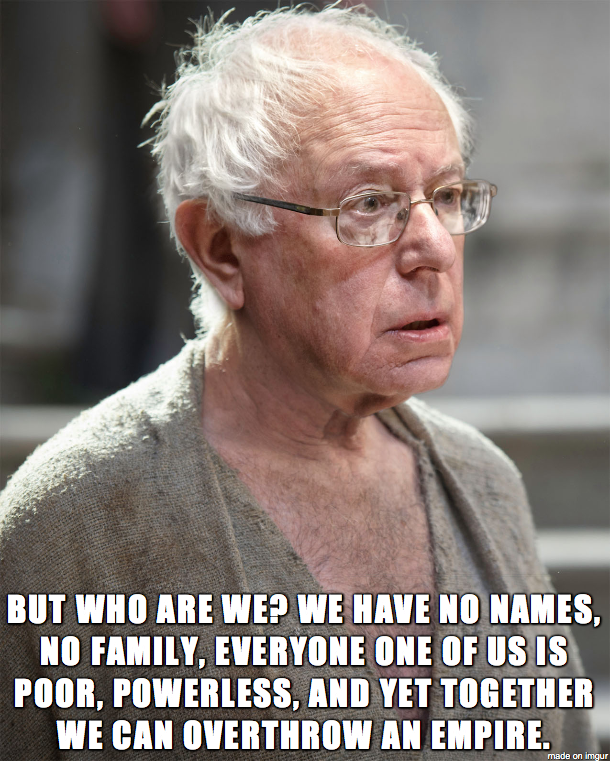 BUT WHO ARE WE? WE HAVE NO NAMES,
NO FAMILY, EVERYONE ONE OF US IS
POOR, POWERLESS, AND YET TOGETHER
WE CAN OVERTHROW AN EMPIRE.
made on imgur